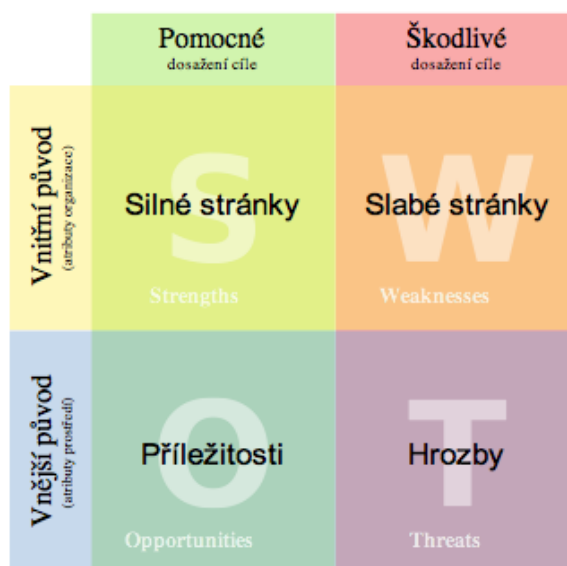 Pomocné
dosažení cíle
Škodlivé
dosažení cíle
Vnitřní původ
(atributy organizace)
S
Silné stránky
Strengths
W
Slabé stránky
Weaknesses
Vnější původ
(atributy prostředí)
O
Příležitosti
Opportunities
T
Hrozby
Threats